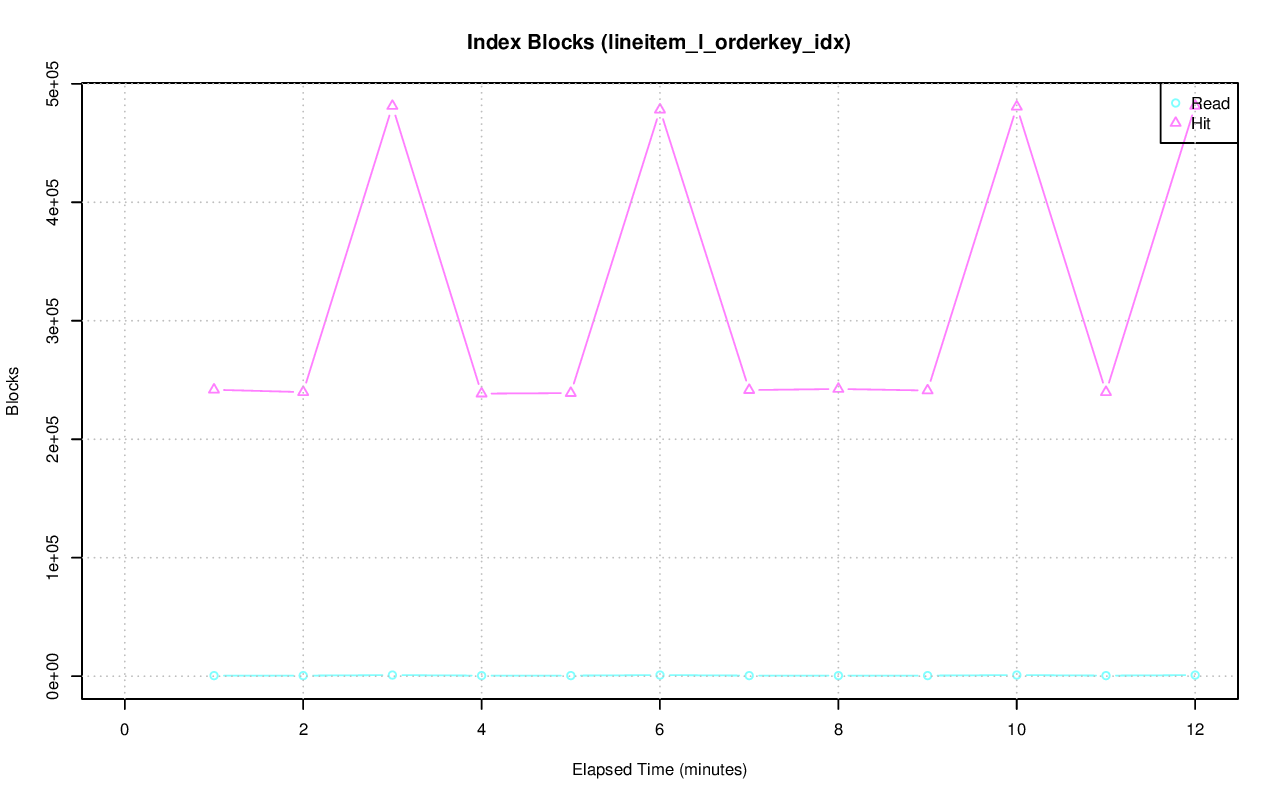 Index Blocks (lineitem_l_orderkey_idx)
Read
Hit
5e+05
4e+05
3e+05
2e+05
1e+05
0e+00
Blocks
0 2 4 6 8 10 12
Elapsed Time (minutes)